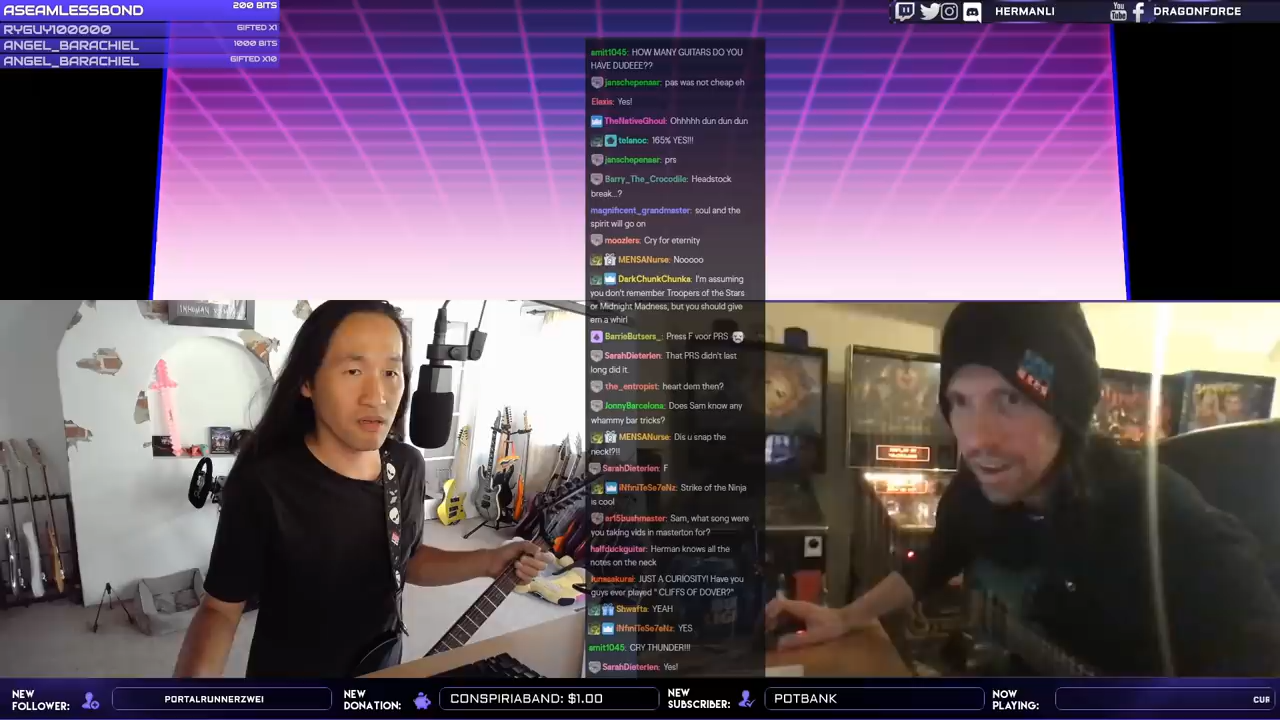 ASEAMLESSBOND 200 BITS
RYGUY100000 GIFTED X1
ANGEL_BARACHIEL 1000 BITS
ANGEL_BARACHIEL GIFTED X10
HERMANLI
You Tube
DRAGONFORCE
amit1045: HOW MANY GUITARS DO YOU
HAVE DUDEEE??
janschepenaar: pas was not cheap eh
Elaxis: Yes!
TheNativeGhoul: Ohhhhh dun dun dun
telanoc: 165% YES!!!
janschepenaar: prs
Barry_The_Crocodile: Headstock
break...?
magnificent_grandmaster: soul and the
spirit will go on
moozlers: Cry for eternity
MENSANurse: Nooooo
DarkChunkChunka: I'm assuming
you don't remember Troopers of the Stars
or Midnight Madness, but you should give
em a whirl
BarrieButsers_: Press F voor PRS
SarahDieterlen: That PRS didn't last
long did it.
the_entropist: heart dem then?
JonnyBarcelona: Does Sam know any
whammy bar tricks?
MENSANurse: Dis u snap the
neck!?!!
SarahDieterlen: F
iNfiniTeSe7eNz: Strike of the Ninja
is cool
ar15bushmaster: Sam, what song were
you taking vids in masterton for?
halfduckguitar: Herman knows all the
notes on the neck
lunasakurai: JUST A CURIOSITY! Have you
guys ever played " CLIFFS OF DOVER?"
Shwafta: YEAH
iNfiniTeSe7eNz: YES
amit1045: CRY THUNDER!!!
SarahDieterlen: Yes!
NEW
FOLLOWER:
PORTALRUNNERZWEI
NEW
DONATION:
CONSPIRIABAND: $1.00
NEW
SUBSCRIBER:
POTBANK
NOW
PLAYING:
CUR